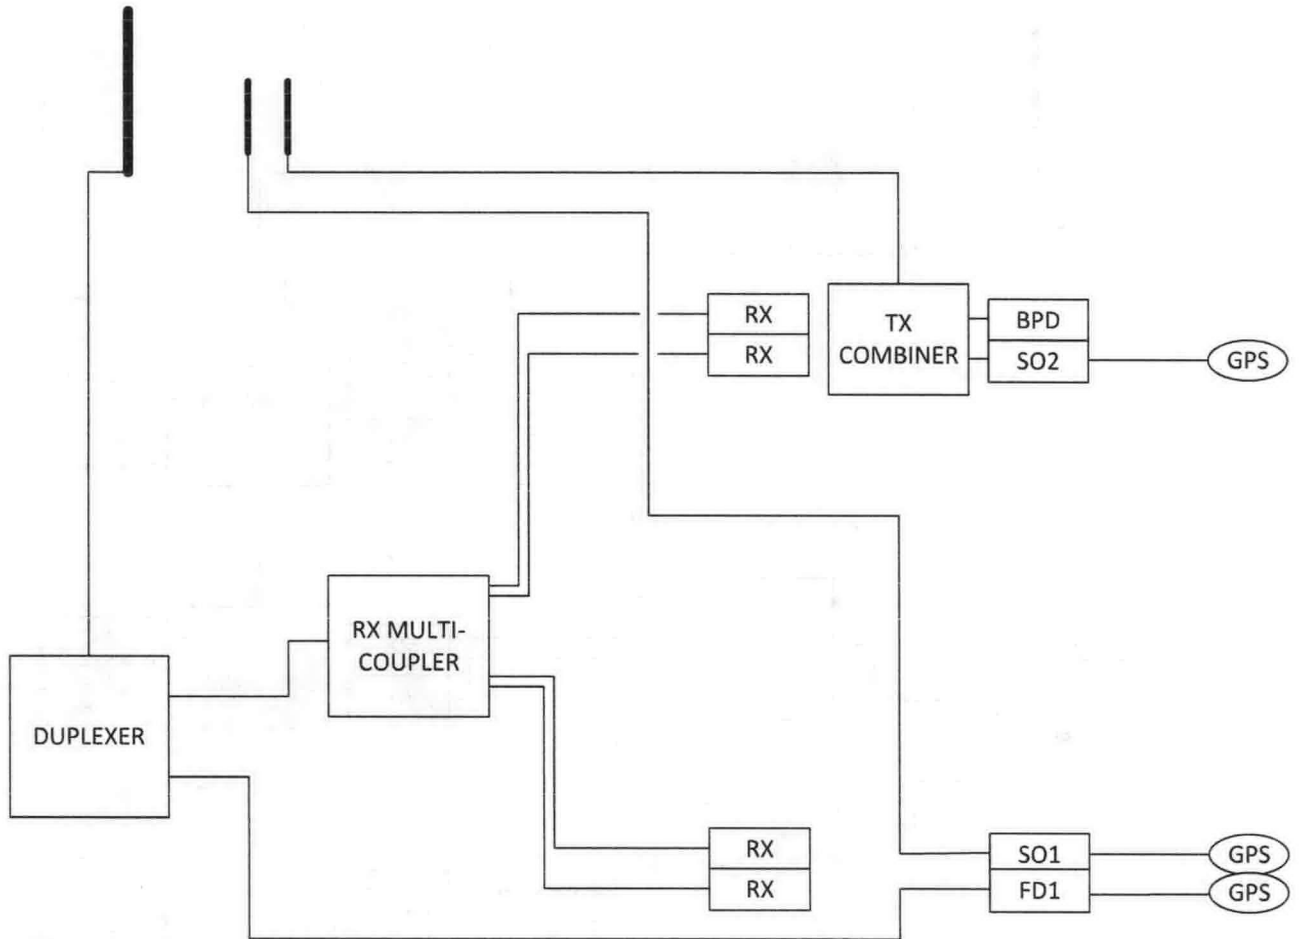 RX
RX
TX
COMBINER
BPD
SO2
GPS
RX MULTI-
COUPLER
DUPLEXER
RX
RX
SO1
FD1
GPS
GPS